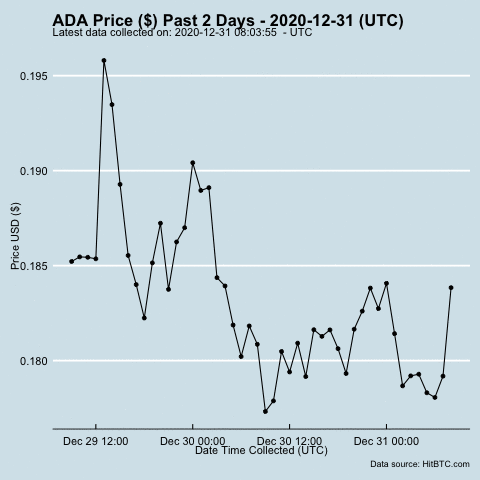 ADA Price ($) Past 2 Days - 2020-12-31 (UTC)
Latest data collected on: 2020-12-31 08:03:55 - UTC
0.195
0.190
0.185
0.180
Price USD ($)
Dec 29 12:00 Dec 30 00:00 Dec 30 12:00 Dec 31 00:00
Date Time Collected (UTC)
Data source: HitBTC.com